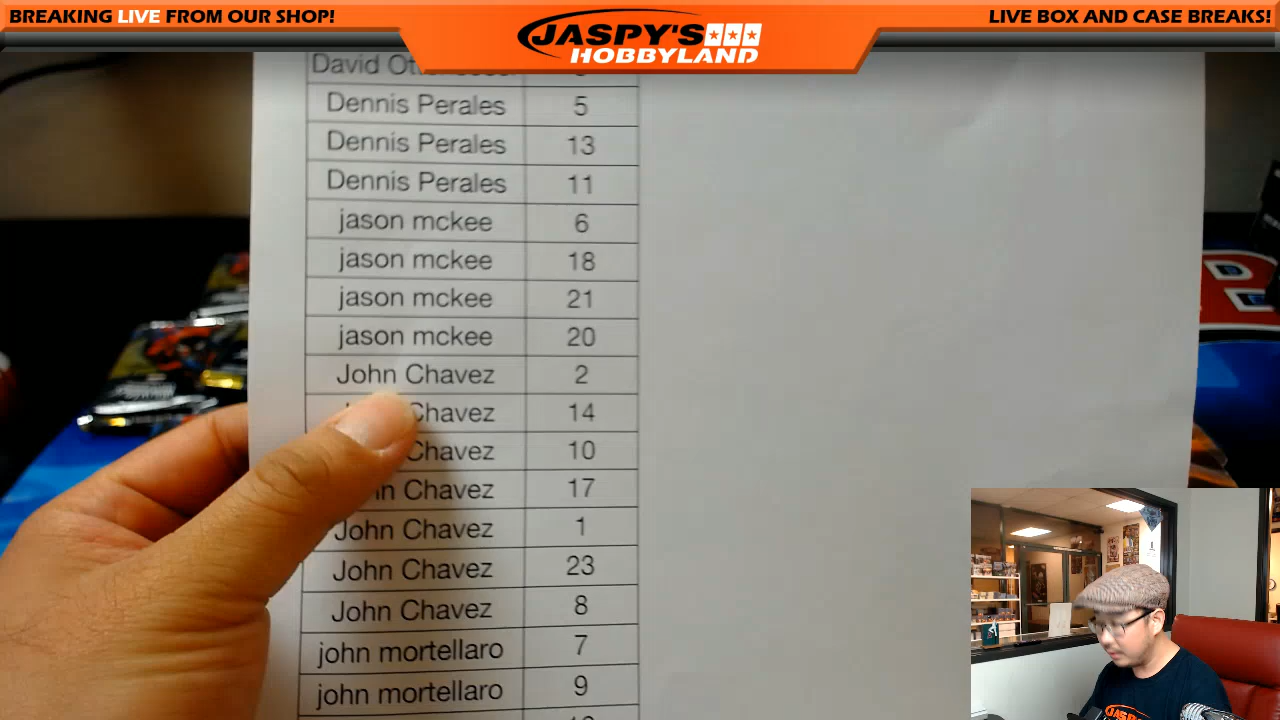 BREAKING LIVE FROM OUR SHOP!
JASPY'S
HOBBYLAND
LIVE BOX AND CASE BREAKS!
David
Dennis Perales 5
Dennis Perales 13
Dennis Perales 11
jason mckee 6
jason mckee 18
jason mckee 21
jason mckee 20
John Chavez 2
Chavez 14
Chavez 10
Chavez 17
John Chavez 1
John Chavez 23
John Chavez 8
john mortellaro 7
john mortellaro 9